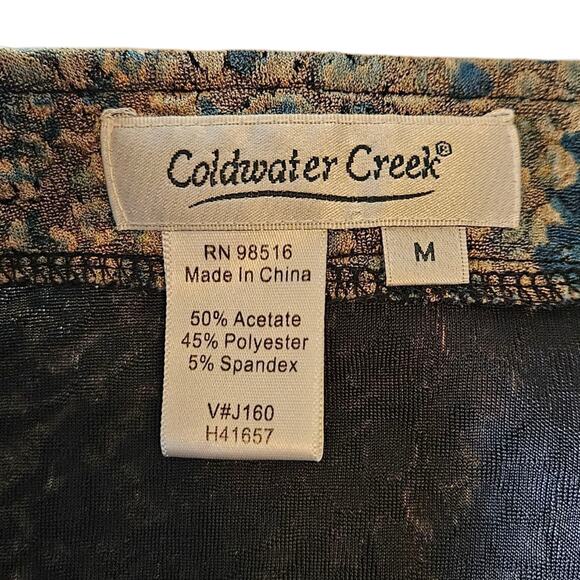 Coldwater Creek®
RN 98516
Made In China
M
50% Acetate
45% Polyester
5% Spandex
V#J160
H41657